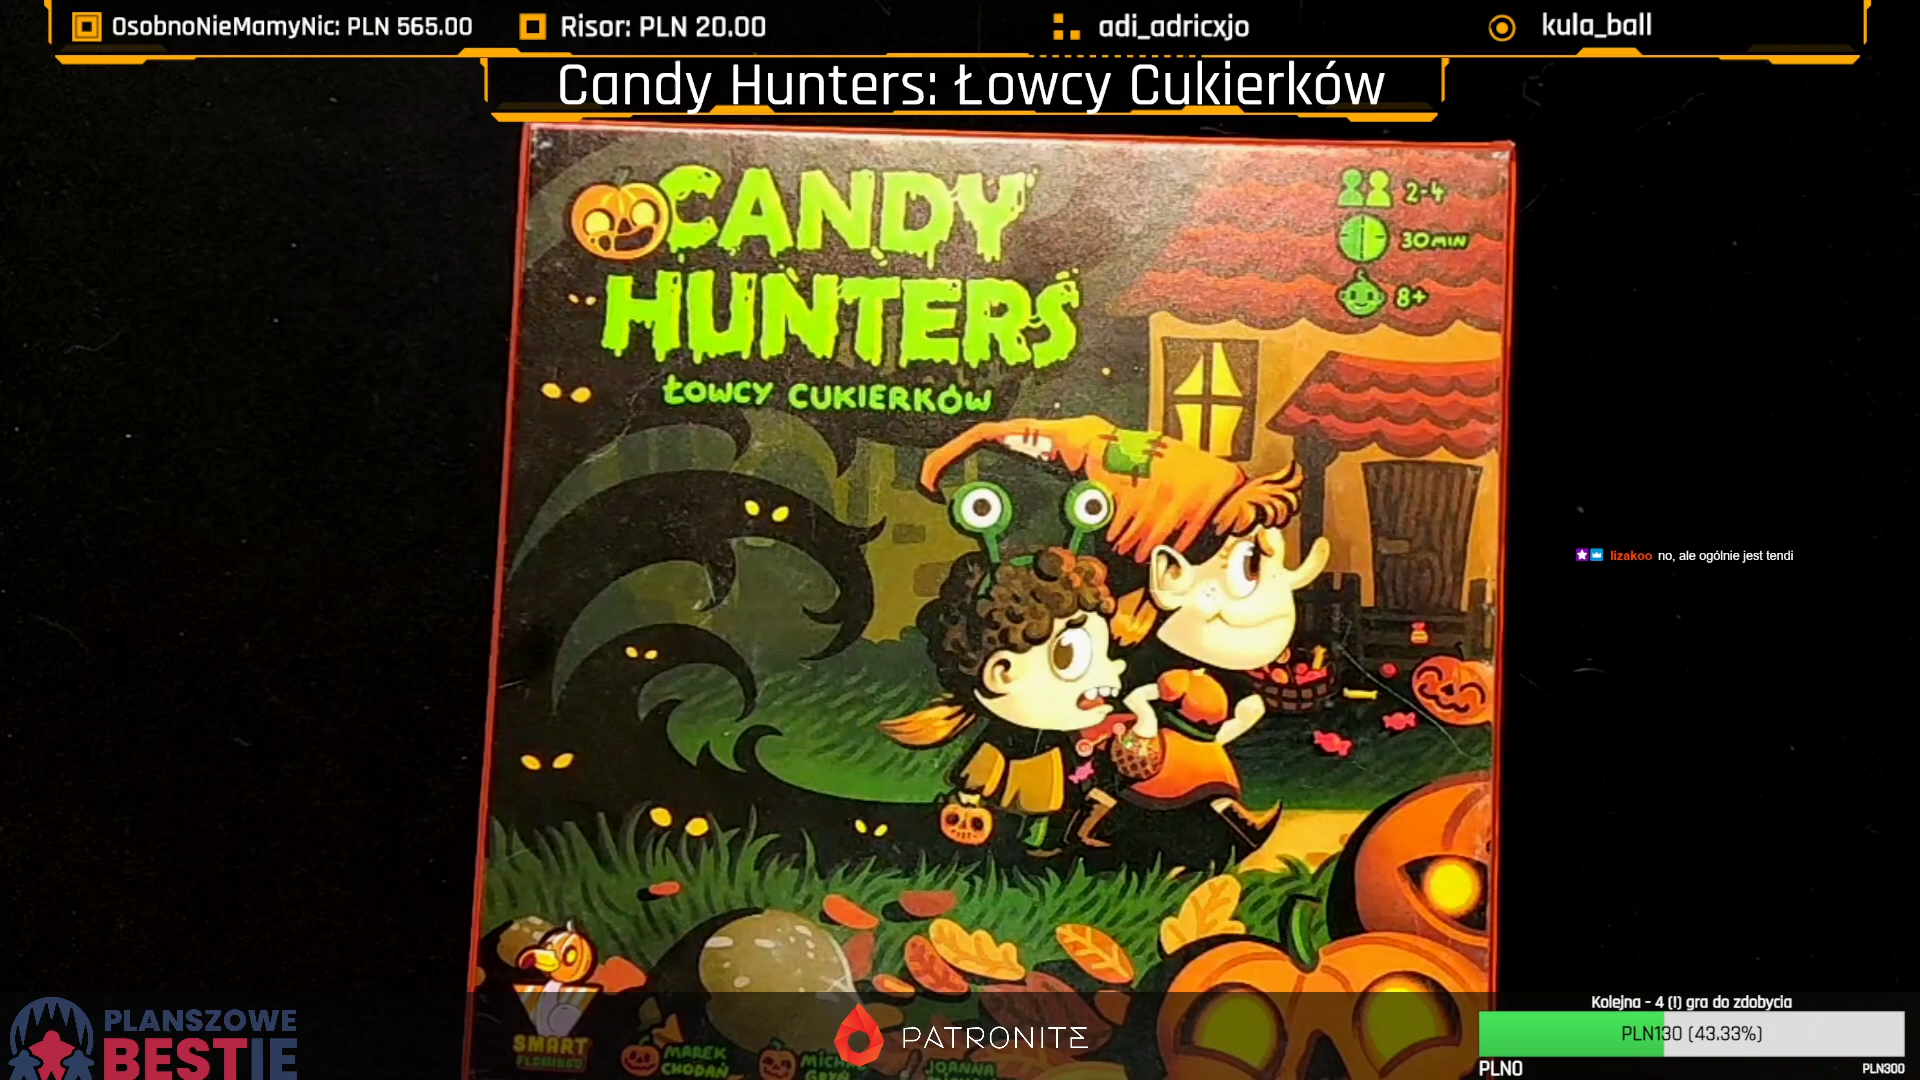 OsobnoNieMamyNic: PLN 565.00
Risor: PLN 20.00
adi_adricxjo
kula_ball
Candy Hunters: Łowcy Cukierków
CANDY
HUNTERS
ŁOWCY CUKIERKÓW
2-4
30 MIN
8+
lizakoo no, ale ogólnie jest tendi
Kolejna - 4 (!) gra do zdobycia
PLN130 (43.33%)
PLN0
PLN300
PLANSZOWE
BESTIE
SMART
FLAMINGO
MAREK
CHODAŃ
JOANNA
PATRONITE